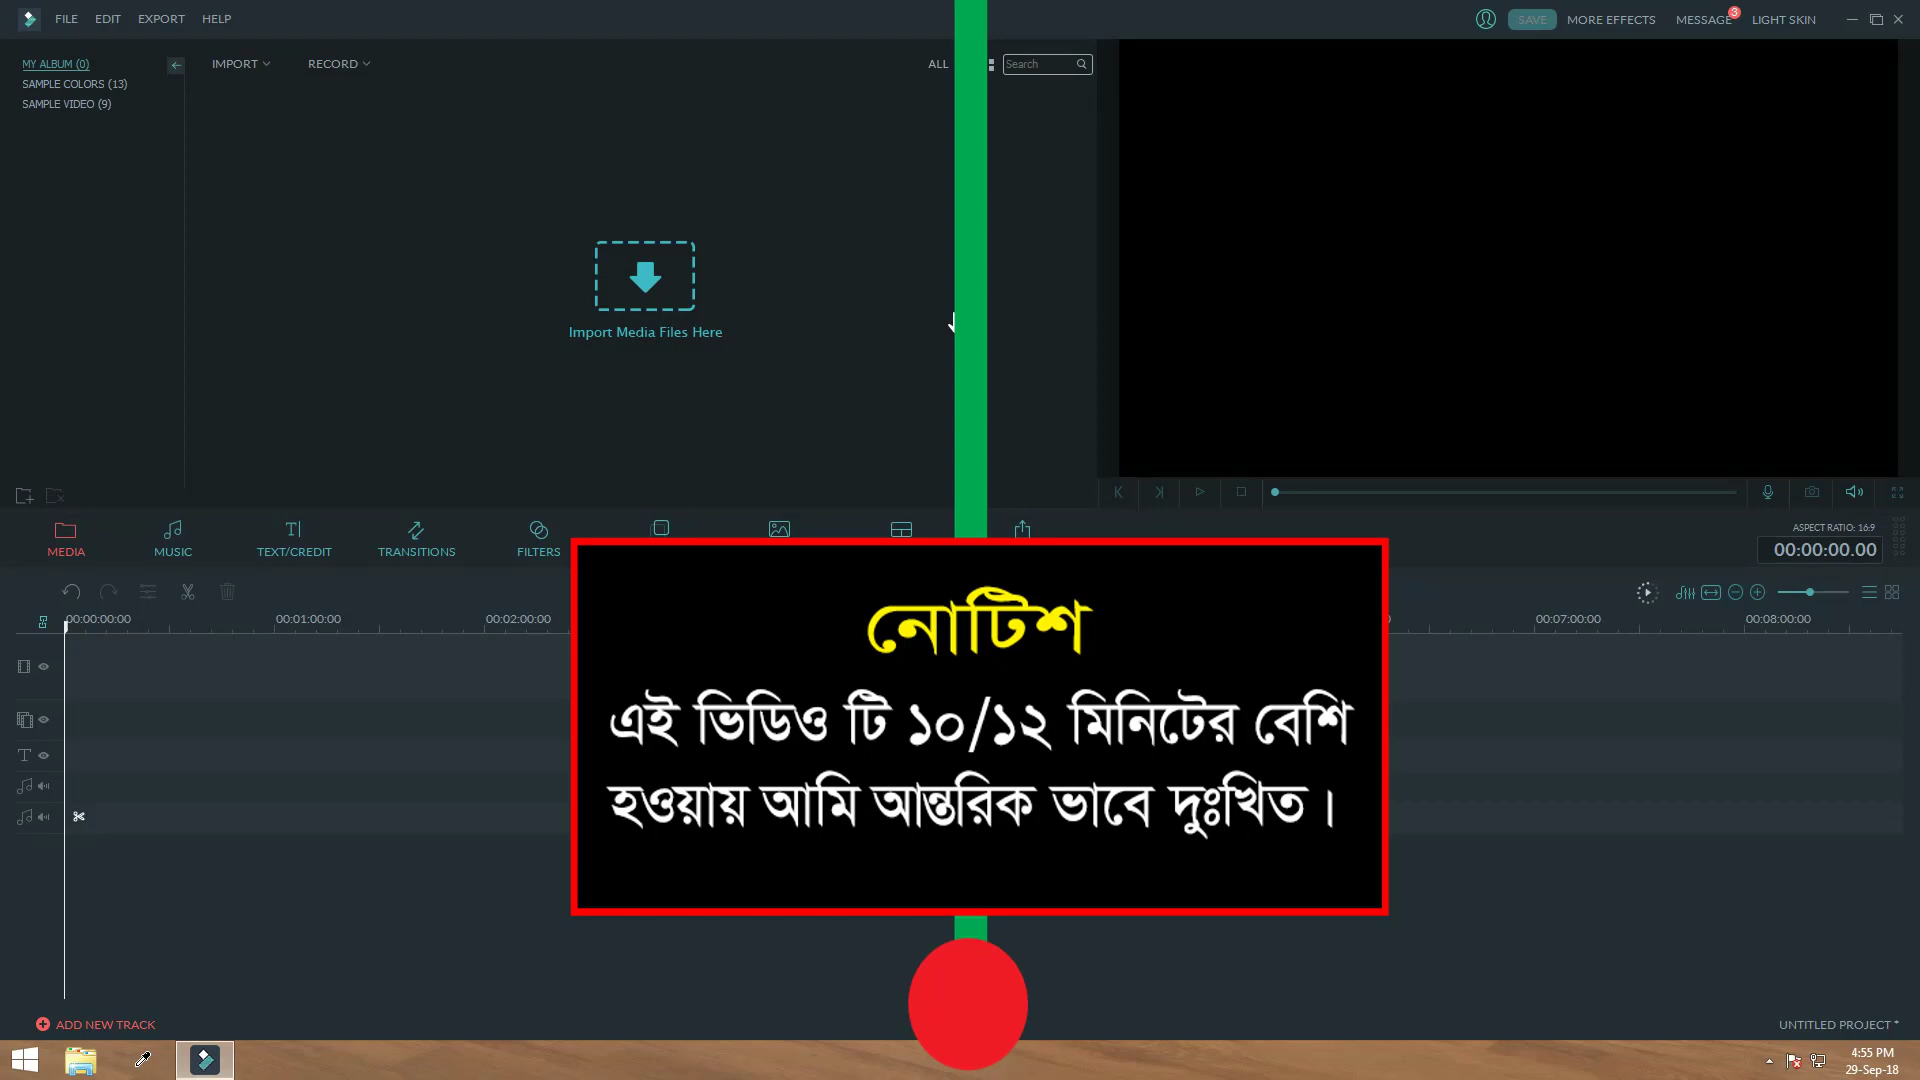 FILE EDIT EXPORT HELP
SAVE MORE EFFECTS MESSAGE 3 LIGHT SKIN
MY ALBUM (0)
SAMPLE COLORS (13)
SAMPLE VIDEO (9)
IMPORT RECORD ALL Search
Import Media Files Here
MEDIA MUSIC TEXT/CREDIT TRANSITIONS FILTERS
ASPECT RATIO: 16:9
00:00:00.00
00:00:00:00 00:01:00:00 00:02:00:00 00:07:00:00 00:08:00:00
নোটিশ
এই ভিডিও টি ১০/১২ মিনিটের বেশি
হওয়ায় আমি আন্তরিক ভাবে দুঃখিত।
ADD NEW TRACK
UNTITLED PROJECT *
4:55 PM
29-Sep-18